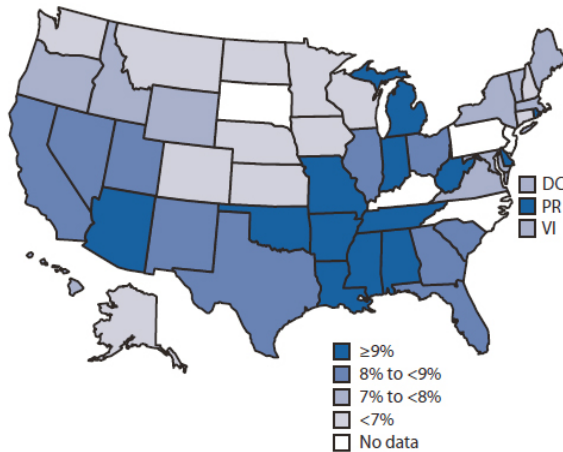 DC
PR
VI
≥9%
8% to <9%
7% to <8%
<7%
No data